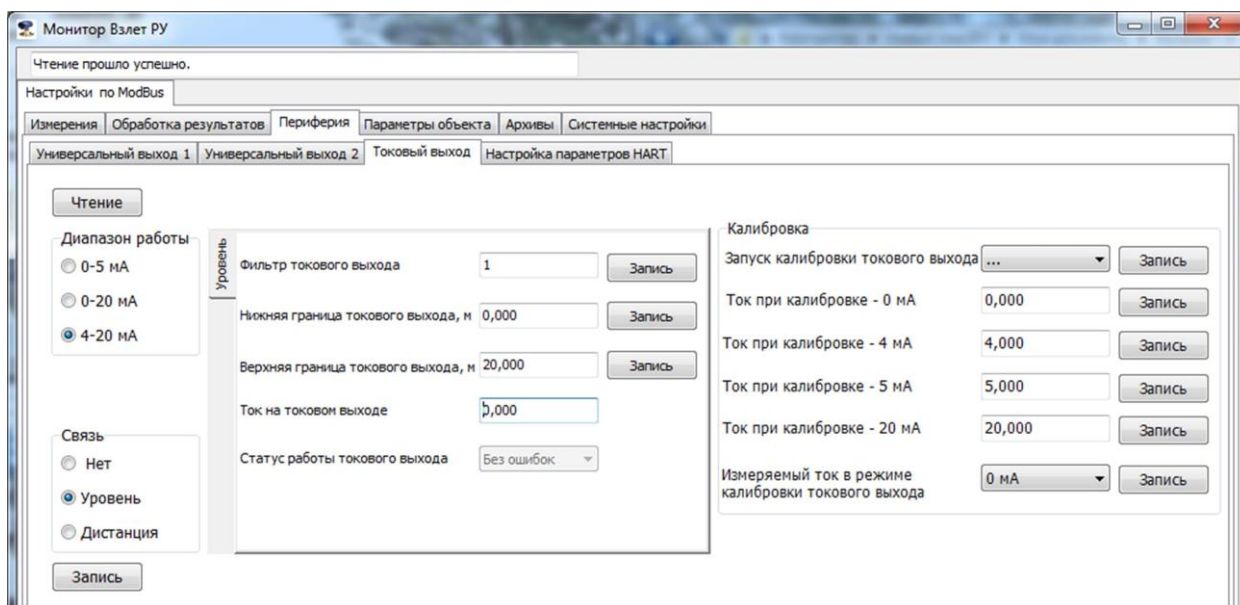 Монитор Взлет РУ
Чтение прошло успешно.
Настройки по ModBus
Измерения Обработка результатов Периферия Параметры объекта Архивы Системные настройки
Универсальный выход 1 Универсальный выход 2 Токовый выход Настройка параметров HART
Чтение
Диапазон работы
0-5 мА
0-20 мА
4-20 мА
Связь
Нет
Уровень
Дистанция
Запись
Уровень
Фильтр токового выхода 1 Запись
Нижняя граница токового выхода, м 0,000 Запись
Верхняя граница токового выхода, м 20,000 Запись
Ток на токовом выходе 0,000
Статус работы токового выхода Без ошибок
Калибровка
Запуск калибровки токового выхода ... Запись
Ток при калибровке - 0 мА 0,000 Запись
Ток при калибровке - 4 мА 4,000 Запись
Ток при калибровке - 5 мА 5,000 Запись
Ток при калибровке - 20 мА 20,000 Запись
Измеряемый ток в режиме
калибровки токового выхода 0 мА Запись